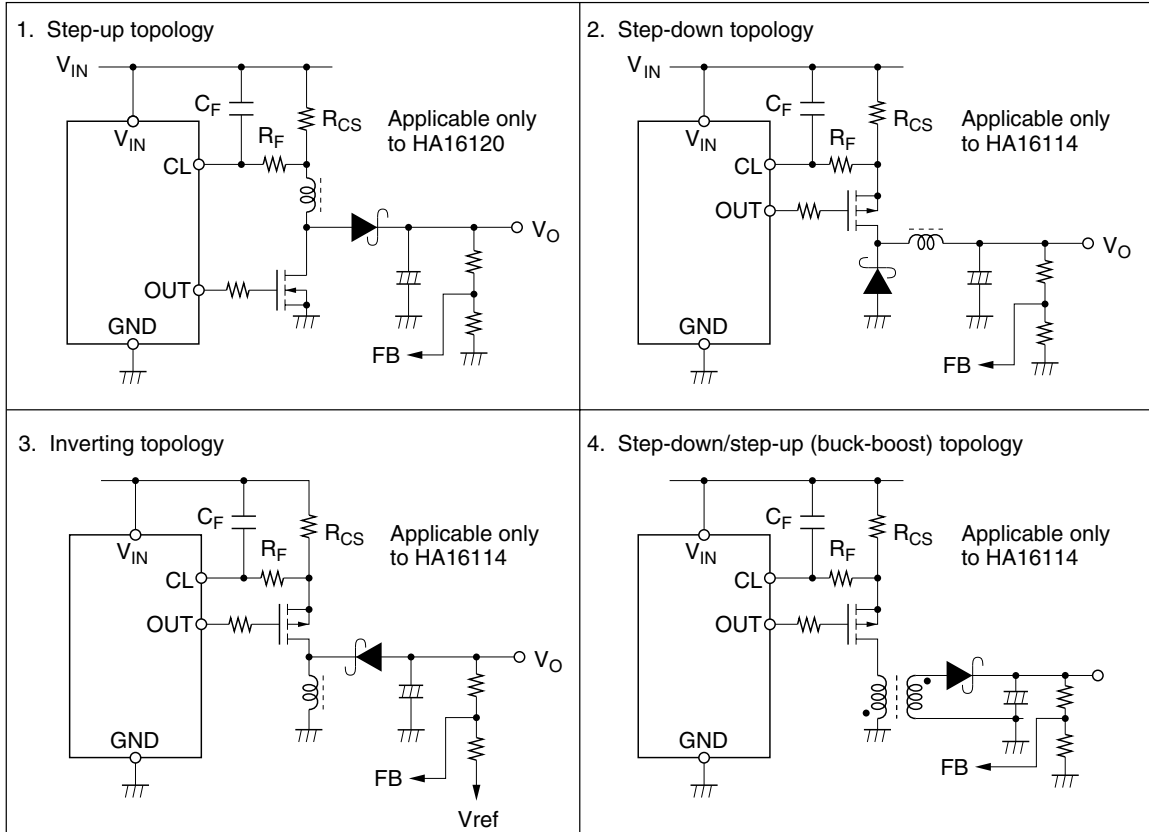 1. Step-up topology
V_IN
C_F
R_CS
Applicable only
to HA16120
V_IN
R_F
CL
V_O
OUT
GND
FB
2. Step-down topology
V_IN
C_F
R_CS
Applicable only
to HA16114
V_IN
R_F
CL
OUT
V_O
GND
FB
3. Inverting topology
C_F
R_CS
Applicable only
to HA16114
V_IN
R_F
CL
OUT
V_O
GND
FB
Vref
4. Step-down/step-up (buck-boost) topology
C_F
R_CS
Applicable only
to HA16114
V_IN
R_F
CL
OUT
GND
FB